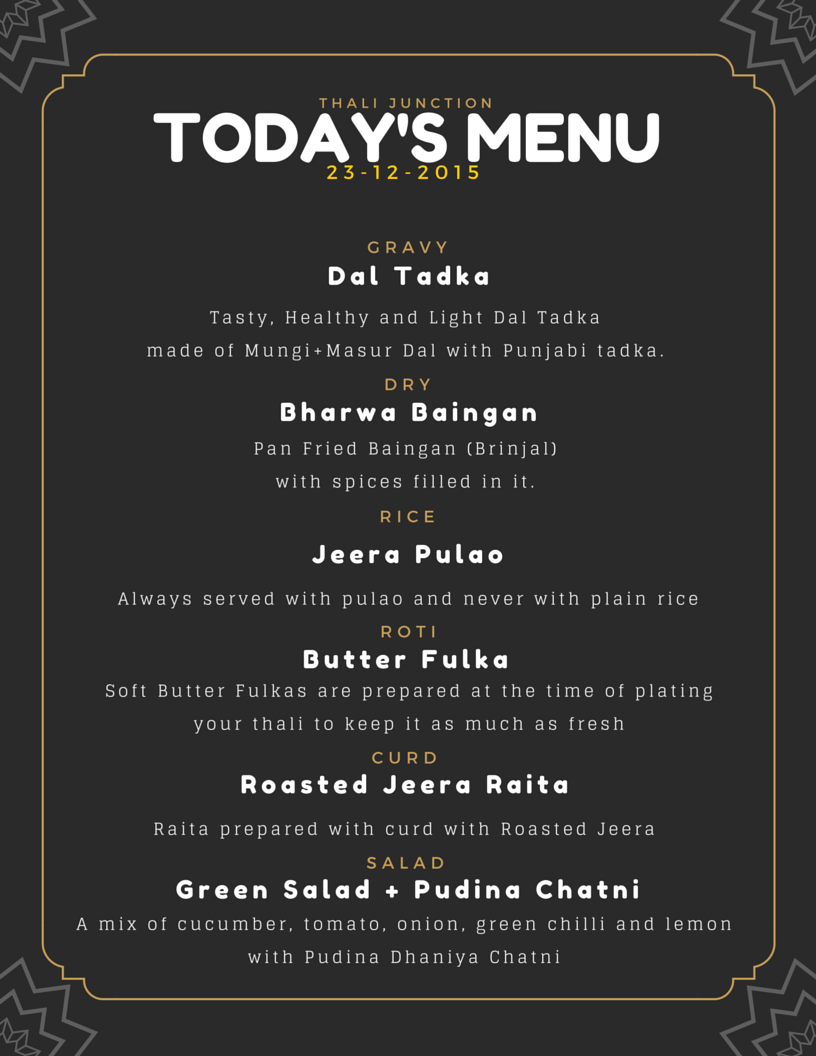 THALI JUNCTION
TODAY'S MENU
23-12-2015
GRAVY
Dal Tadka
Tasty, Healthy and Light Dal Tadka
made of Mungi+Masur Dal with Punjabi tadka.
DRY
Bharwa Baingan
Pan Fried Baingan (Brinjal)
with spices filled in it.
RICE
Jeera Pulao
Always served with pulao and never with plain rice
ROTI
Butter Fulka
Soft Butter Fulkas are prepared at the time of plating
your thali to keep it as much as fresh
CURD
Roasted Jeera Raita
Raita prepared with curd with Roasted Jeera
SALAD
Green Salad + Pudina Chatni
A mix of cucumber, tomato, onion, green chilli and lemon
with Pudina Dhaniya Chatni